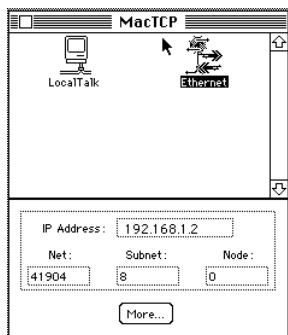 MacTCP
LocalTalk
Ethernet
IP Address: 192.168.1.2
Net: Subnet: Node:
41904 8 0
More...